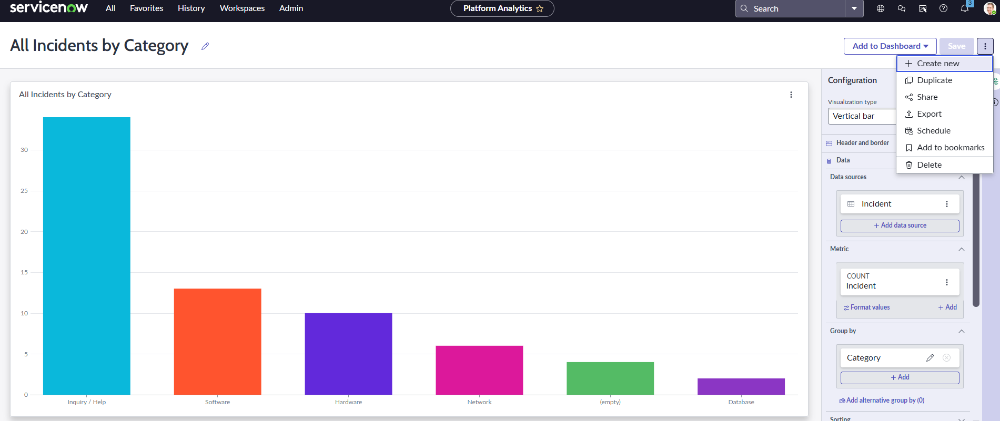 servicenow
All
Favorites
History
Workspaces
Admin
Platform Analytics
Search
3
All Incidents by Category
Add to Dashboard
Save
Create new
Duplicate
Share
Export
Schedule
Add to bookmarks
Delete
All Incidents by Category
30
25
20
15
10
5
0
Inquiry / Help
Software
Hardware
Network
(empty)
Database
Configuration
Visualization type
Vertical bar
Header and border
Data
Data sources
Incident
+ Add data source
Metric
COUNT
Incident
Format values
+ Add
Group by
Category
+ Add
Add alternative group by (0)
Sorting